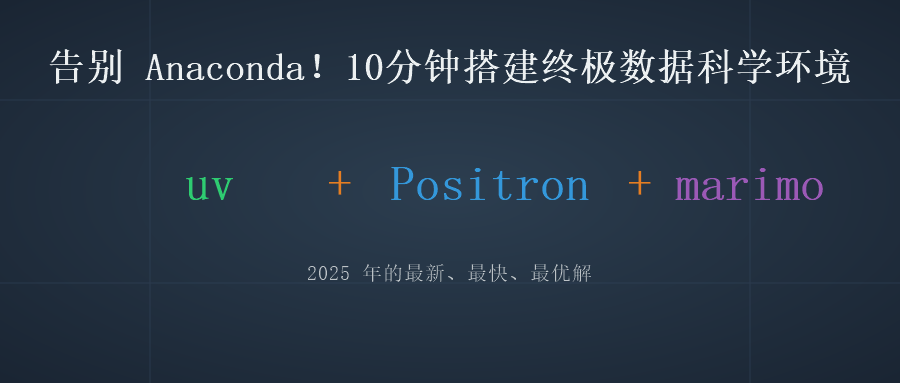 告别 Anaconda! 10分钟搭建终极数据科学环境
uv + Positron + marimo
2025 年的最新、最快、最优解